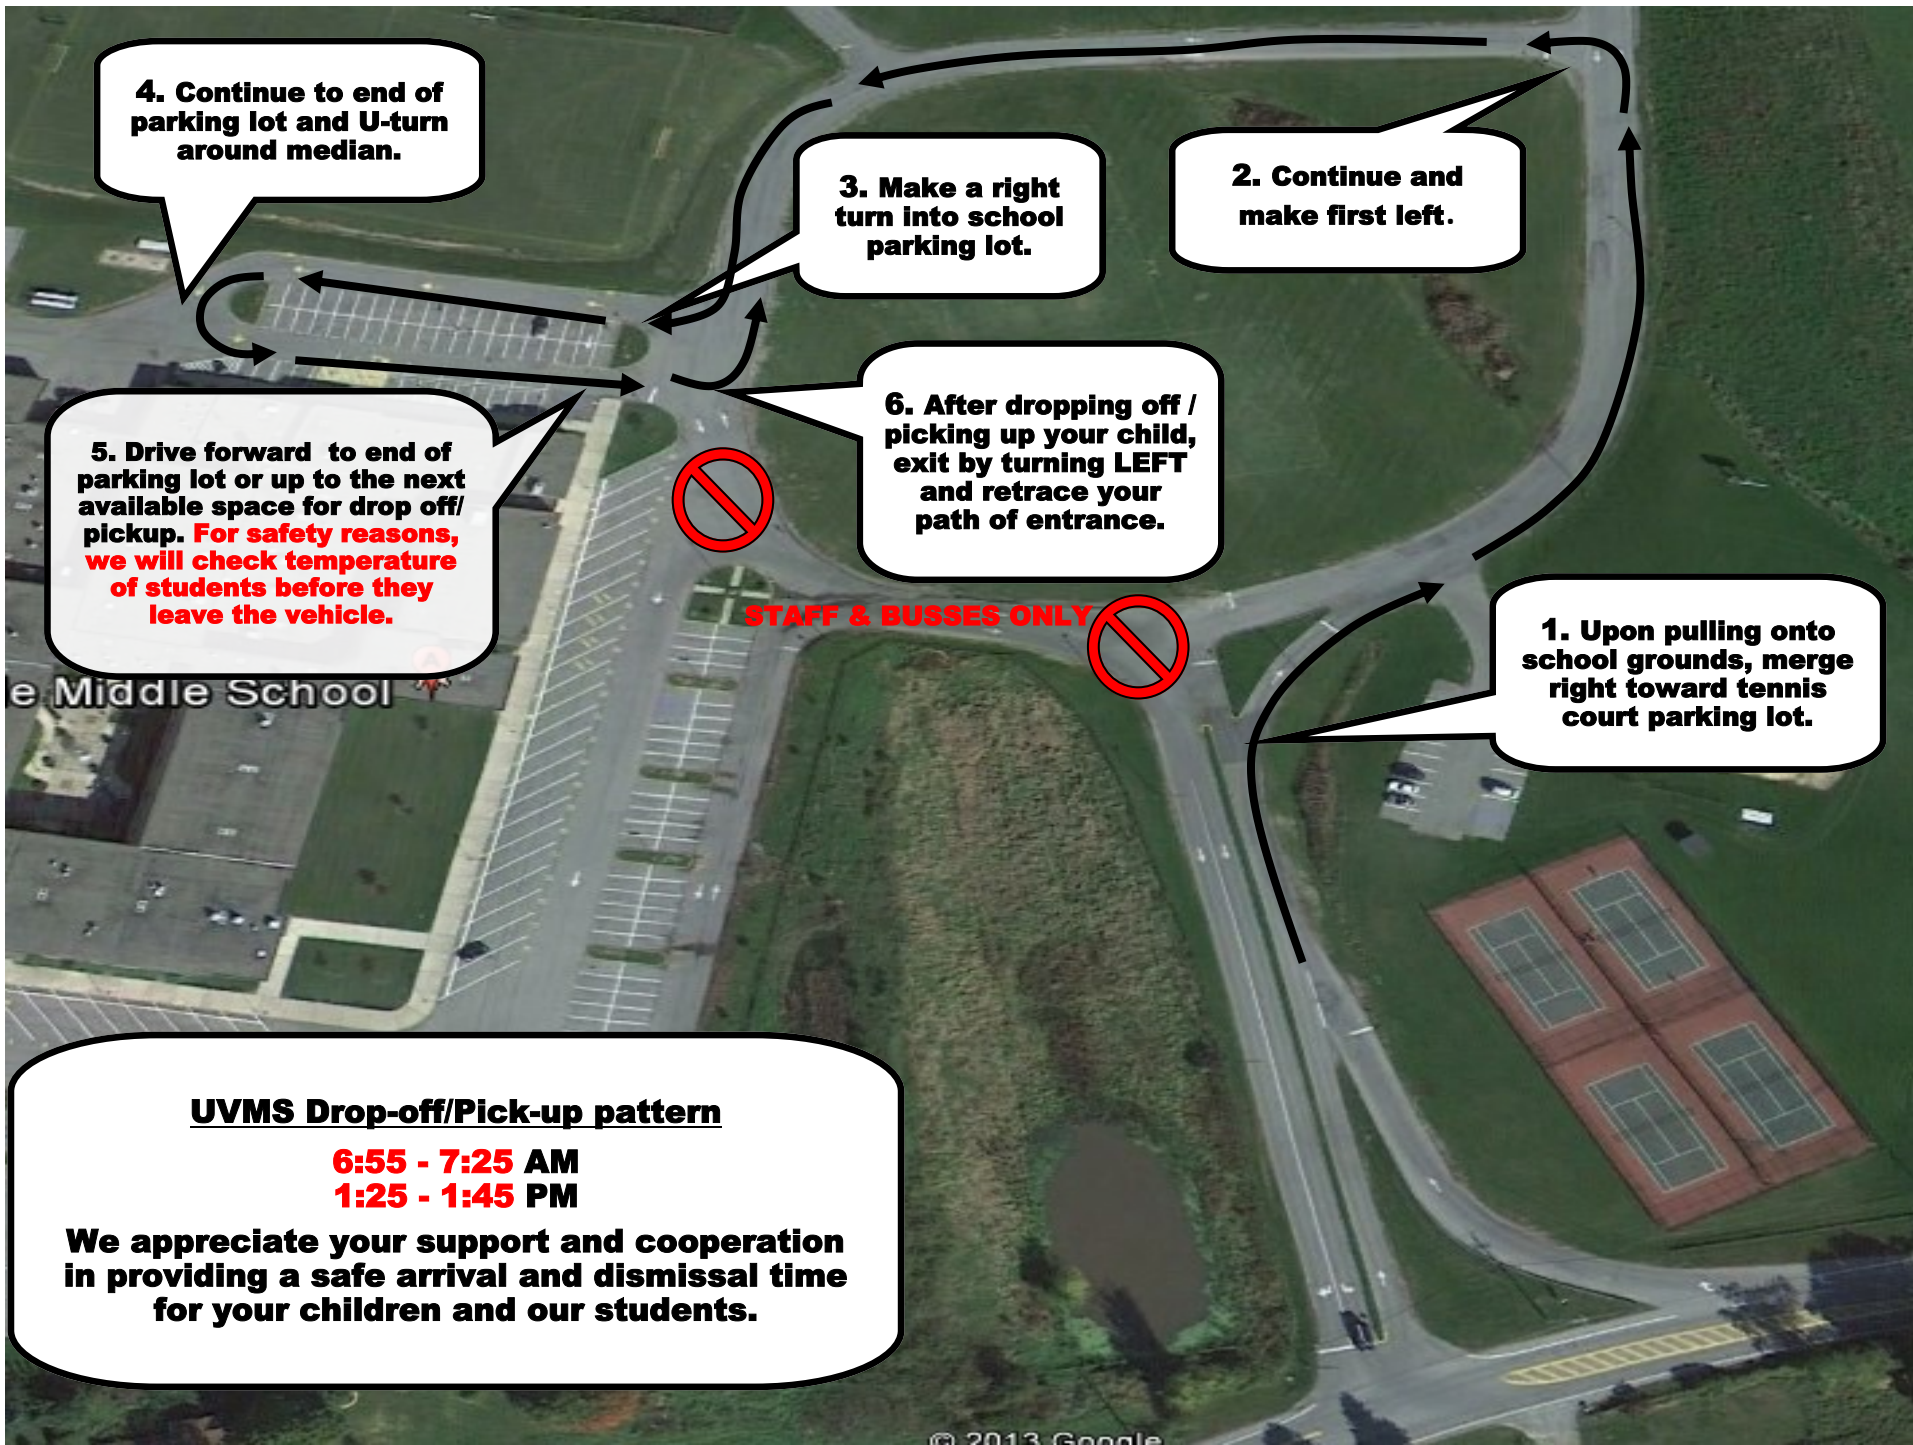 4. Continue to end of
parking lot and U-turn
around median.
3. Make a right
turn into school
parking lot.
2. Continue and
make first left.
5. Drive forward  to end of
parking lot or up to the next
available space for drop off/
pickup. For safety reasons,
we will check temperature
of students before they
leave the vehicle.
6. After dropping off /
picking up your child,
exit by turning LEFT
and retrace your
path of entrance.
STAFF & BUSSES ONLY
1. Upon pulling onto
school grounds, merge
right toward tennis
court parking lot.
e Middle School
A
UVMS Drop-off/Pick-up pattern
6:55 - 7:25 AM
1:25 - 1:45 PM
We appreciate your support and cooperation
in providing a safe arrival and dismissal time
for your children and our students.
© 2013 Google